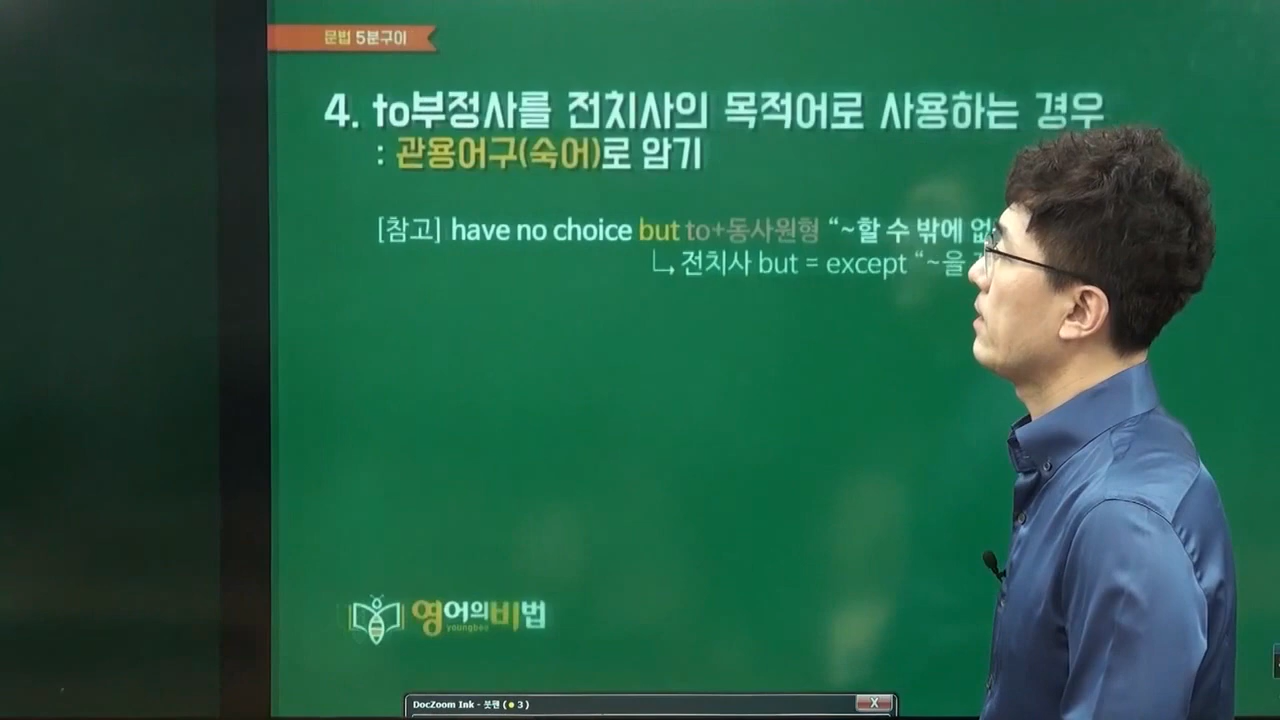 문법 5분구이
4. to부정사를 전치사의 목적어로 사용하는 경우
: 관용어구(숙어)로 암기
[참고] have no choice but to+동사원형 “~할 수 밖에
전치사 but = except “~을
영어의비법
youngbee
DocZoom Ink - 붓펜 ( 3 )
X